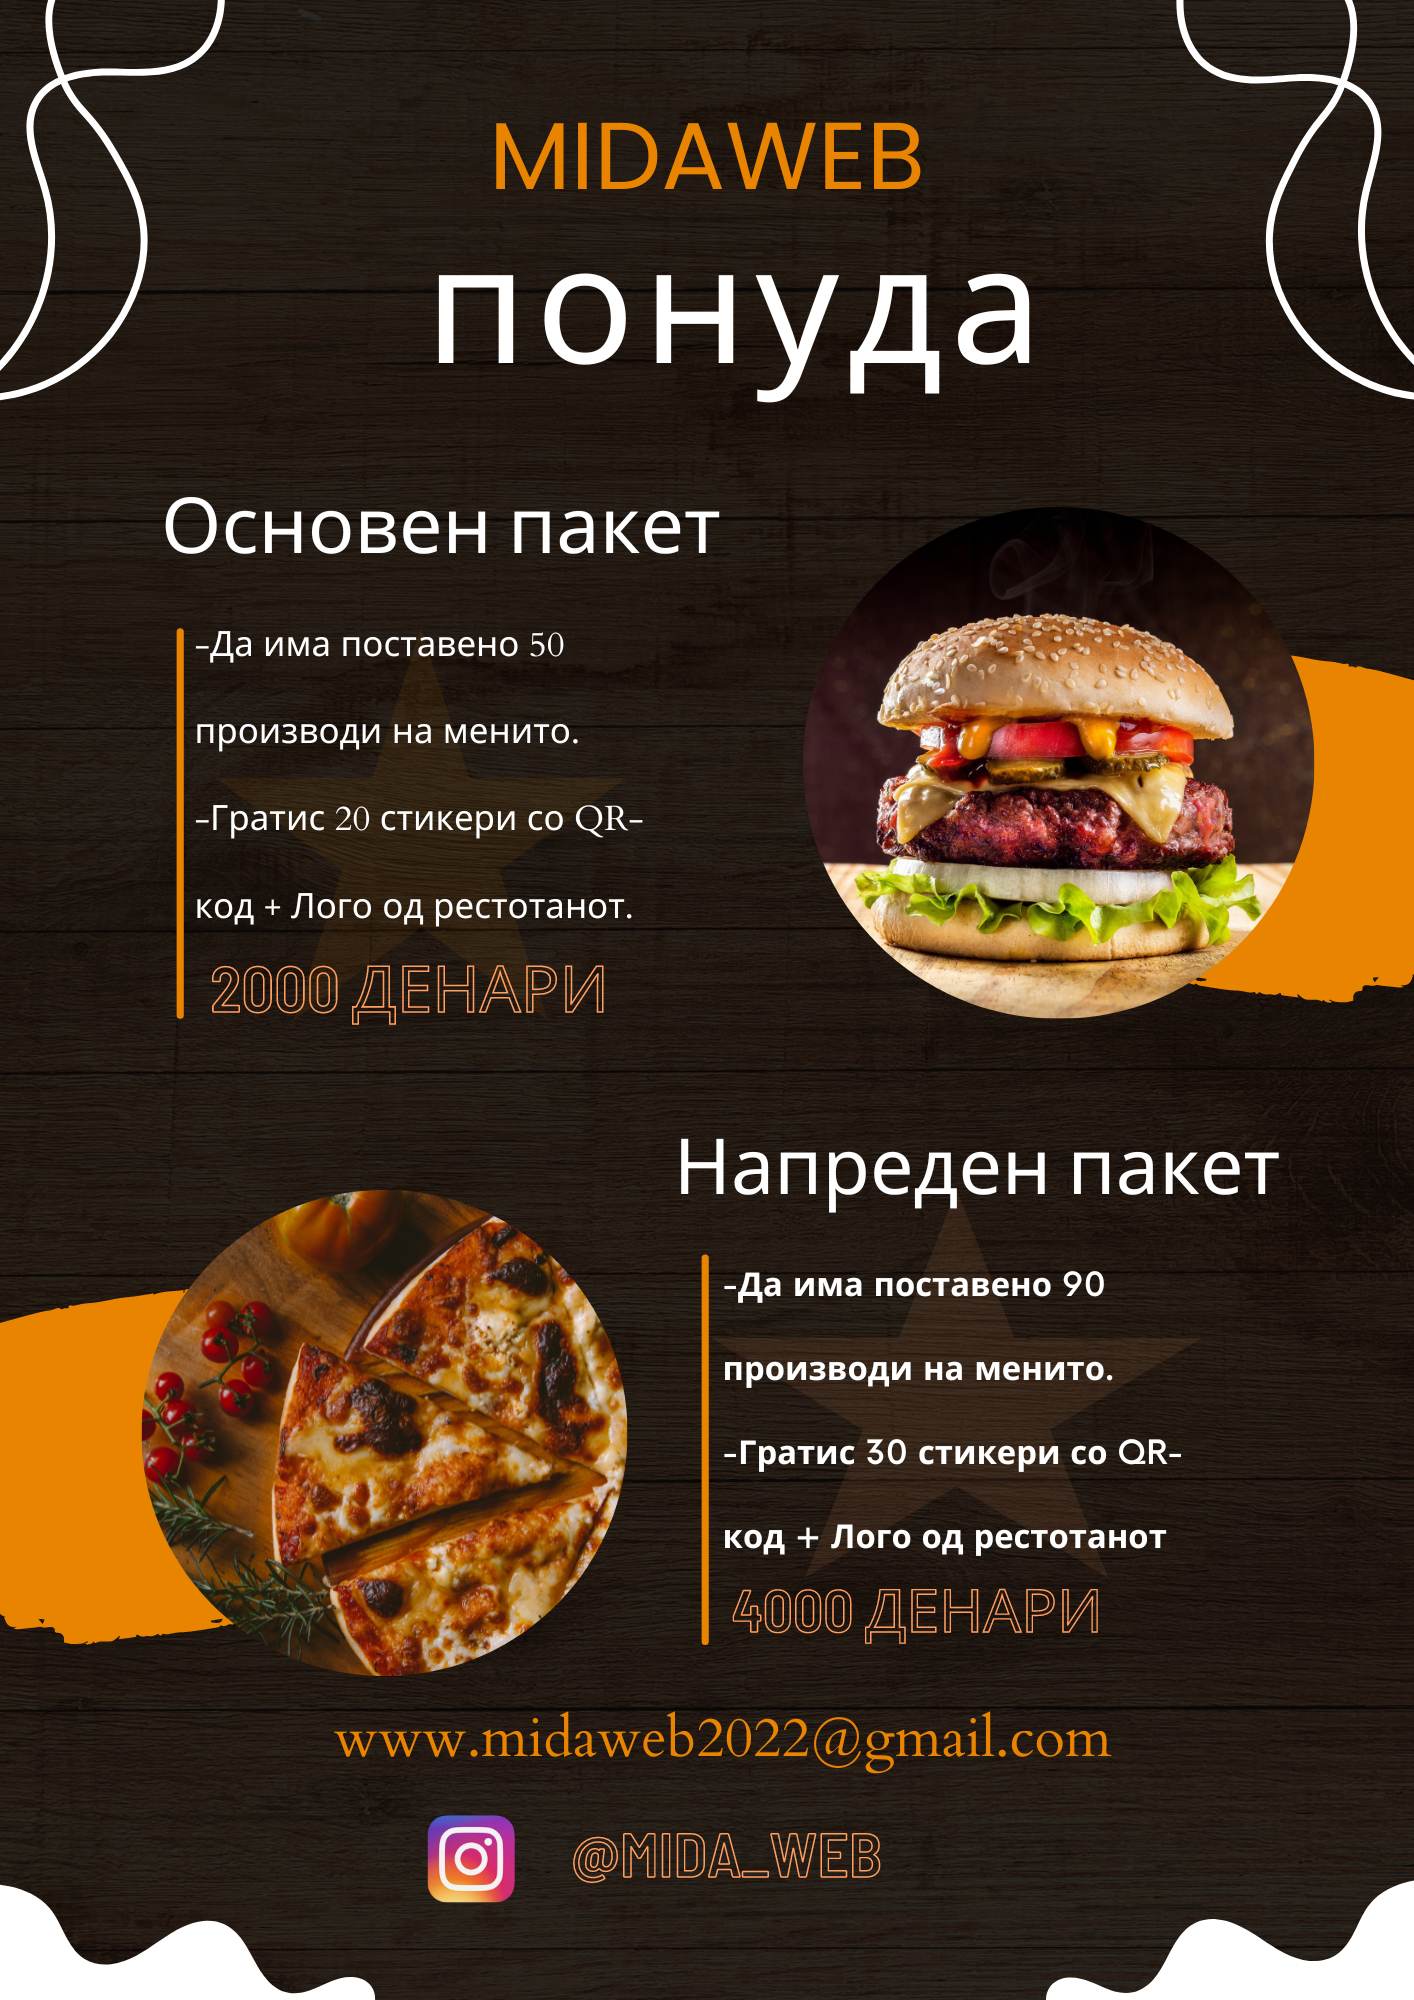 MIDAWEB
понуда
Основен пакет
-Да има поставено 50
производи на менито.
-Гратис 20 стикери со QR-
код + Лого од рестотанот.
2000 ДЕНАРИ
Напреден пакет
-Да има поставено 90
производи на менито.
-Гратис 30 стикери со QR-
код + Лого од рестотанот
4000 ДЕНАРИ
www.midaweb2022@gmail.com
@MIDA_WEB